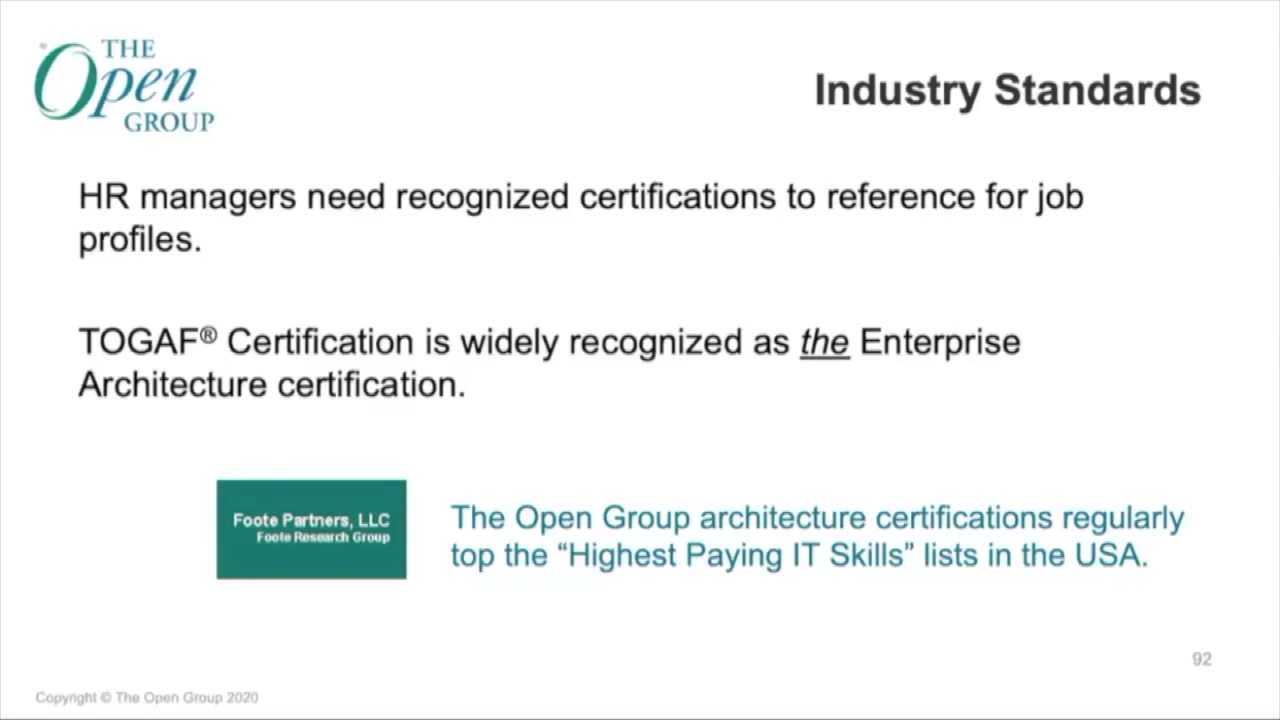 THE
Open
GROUP
Industry Standards
HR managers need recognized certifications to reference for job
profiles.
TOGAF® Certification is widely recognized as the Enterprise
Architecture certification.
Foote Partners, LLC
Foote Research Group
The Open Group architecture certifications regularly
top the “Highest Paying IT Skills” lists in the USA.
92
Copyright © The Open Group 2020